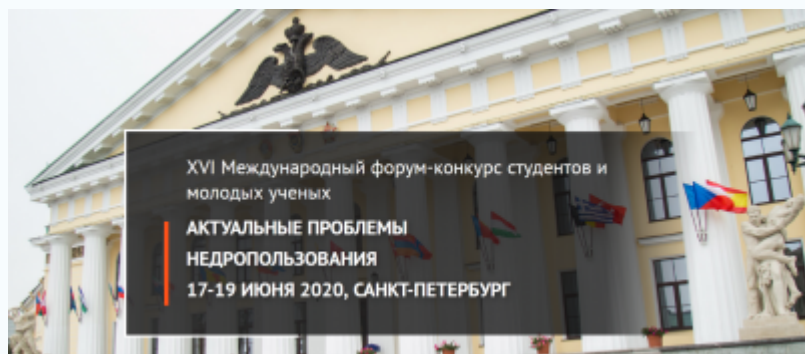 XVI Международный форум-конкурс студентов и
молодых ученых
АКТУАЛЬНЫЕ ПРОБЛЕМЫ
НЕДРОПОЛЬЗОВАНИЯ
17-19 ИЮНЯ 2020, САНКТ-ПЕТЕРБУРГ